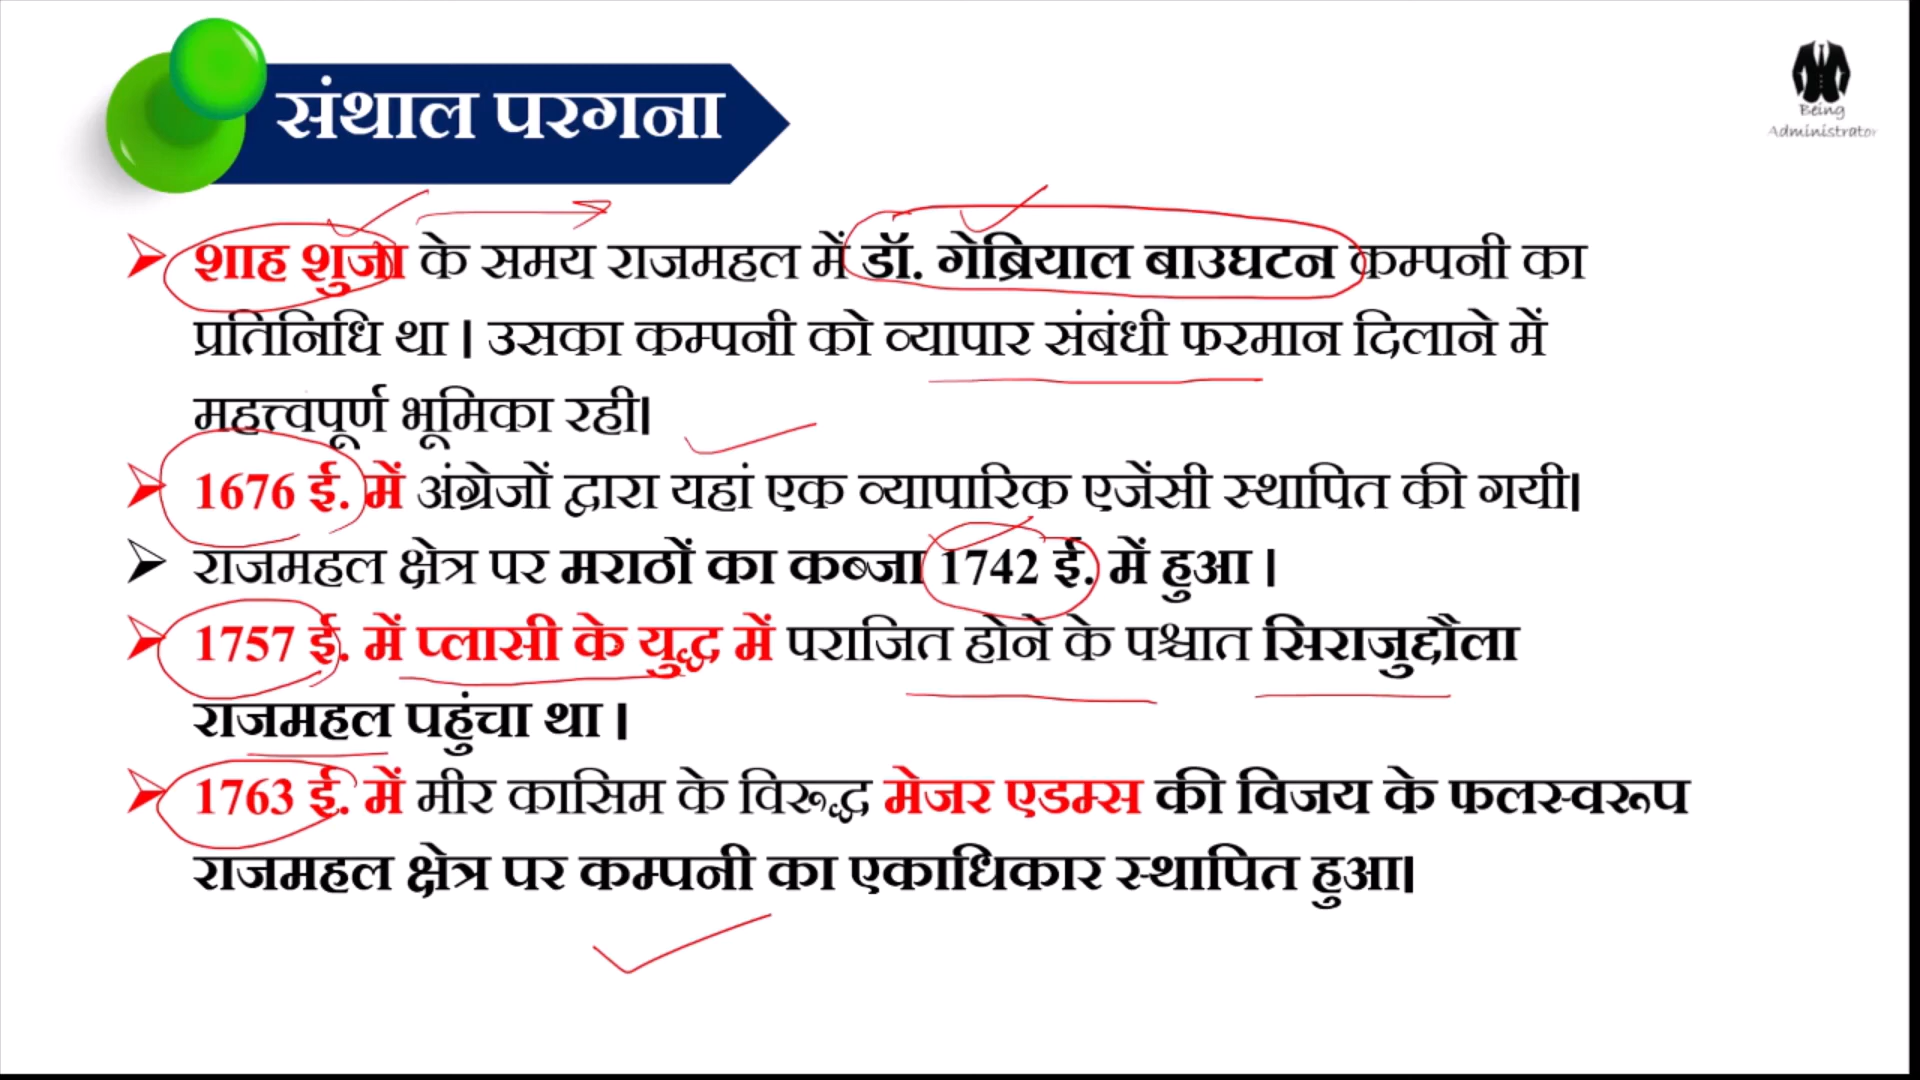 संथाल परगना
Being
Administrator
शाह शुजा के समय राजमहल में डॉ. गेब्रियाल बाउघटन कम्पनी का
प्रतिनिधि था । उसका कम्पनी को व्यापार संबंधी फरमान दिलाने में
महत्त्वपूर्ण भूमिका रही।
1676 ई. में अंग्रेजों द्वारा यहां एक व्यापारिक एजेंसी स्थापित की गयी।
राजमहल क्षेत्र पर मराठों का कब्जा 1742 ई. में हुआ ।
1757 ई. में प्लासी के युद्ध में पराजित होने के पश्चात सिराजुद्दौला
राजमहल पहुंचा था ।
1763 ई. में मीर कासिम के विरूद्ध मेजर एडम्स की विजय के फलस्वरूप
राजमहल क्षेत्र पर कम्पनी का एकाधिकार स्थापित हुआ।